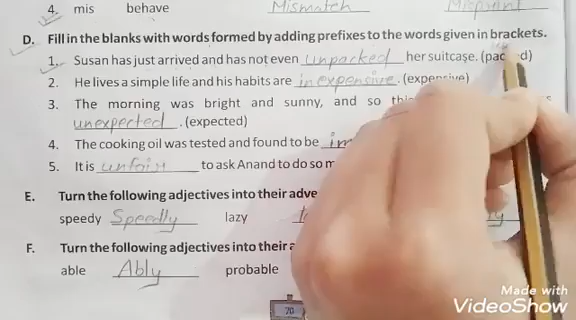 4. mis behave Mismatch Misprint
D. Fill in the blanks with words formed by adding prefixes to the words given in brackets.
1. Susan has just arrived and has not even unpacked her suitcase. (packed)
2. He lives a simple life and his habits are inexpensive. (expensive)
3. The morning was bright and sunny, and so
unexpected. (expected)
4. The cooking oil was tested and found to be
5. It is unfair to ask Anand to do so
E. Turn the following adjectives into their
speedy Speedly lazy
F. Turn the following adjectives into their
able Ably probable
70
Made with
VideoShow